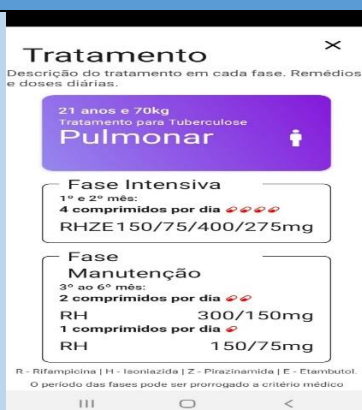 Tratamento
Descrição do tratamento em cada fase. Remédios
e doses diárias.
21 anos e 70kg
Tratamento para Tuberculose
Pulmonar
Fase Intensiva
1º e 2º mês:
4 comprimidos por dia
RHZE150/75/400/275mg
Fase
Manutenção
3º ao 6º mês:
2 comprimidos por dia
RH 300/150mg
1 comprimidos por dia
RH 150/75mg
R - Rifampicina | H - Isoniazida | Z - Pirazinamida | E - Etambutol.
O período das fases pode ser prorrogado a critério médico